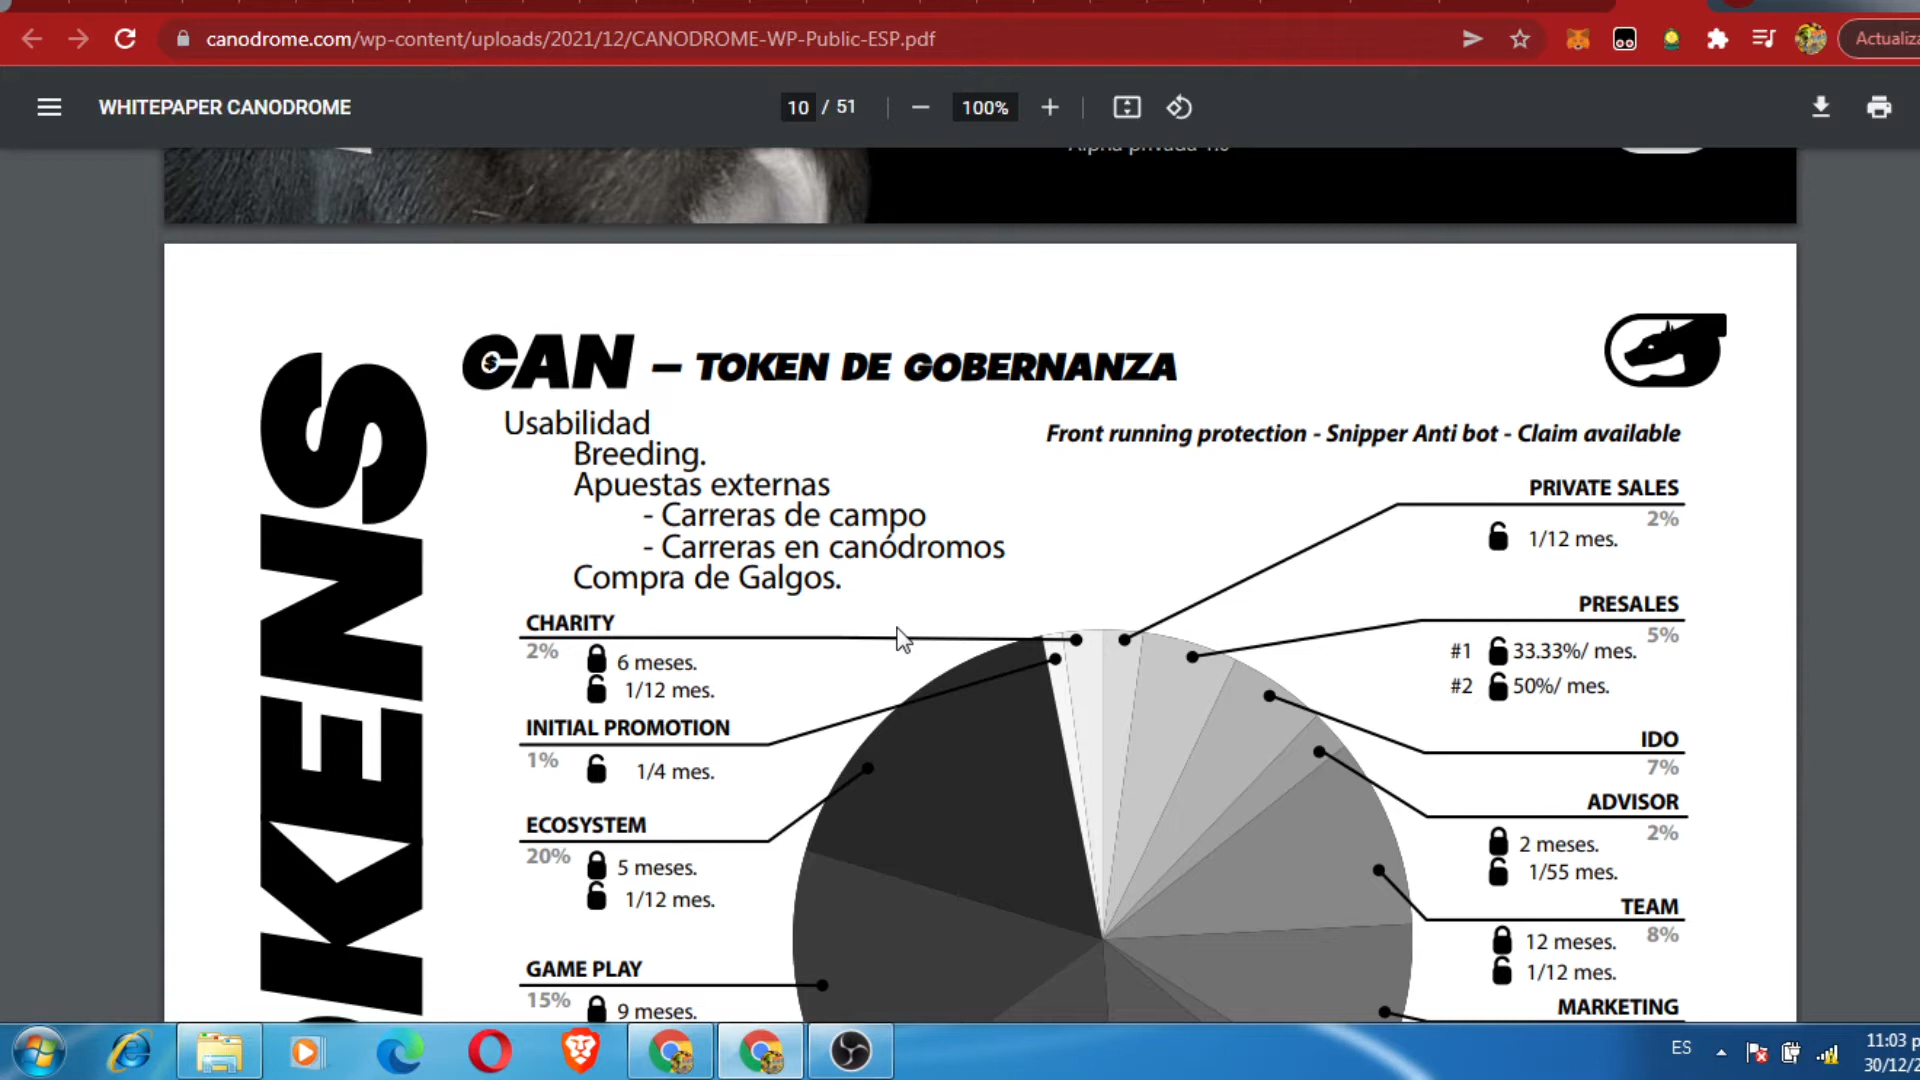 canodrome.com/wp-content/uploads/2021/12/CANODROME-WP-Public-ESP.pdf
WHITEPAPER CANODROME
10 / 51
100%
CAN – TOKEN DE GOBERNANZA
Usabilidad
Breeding.
Apuestas externas
- Carreras de campo
- Carreras en canódromos
Compra de Galgos.
Front running protection - Snipper Anti bot - Claim available
PRIVATE SALES
2%
1/12 mes.
PRESALES
5%
#1 33.33%/ mes.
#2 50%/ mes.
IDO
7%
ADVISOR
2%
2 meses.
1/55 mes.
TEAM
8%
12 meses.
1/12 mes.
MARKETING
CHARITY
2%
6 meses.
1/12 mes.
INITIAL PROMOTION
1%
1/4 mes.
ECOSYSTEM
20%
5 meses.
1/12 mes.
GAME PLAY
15%
9 meses.
ES
11:03 p